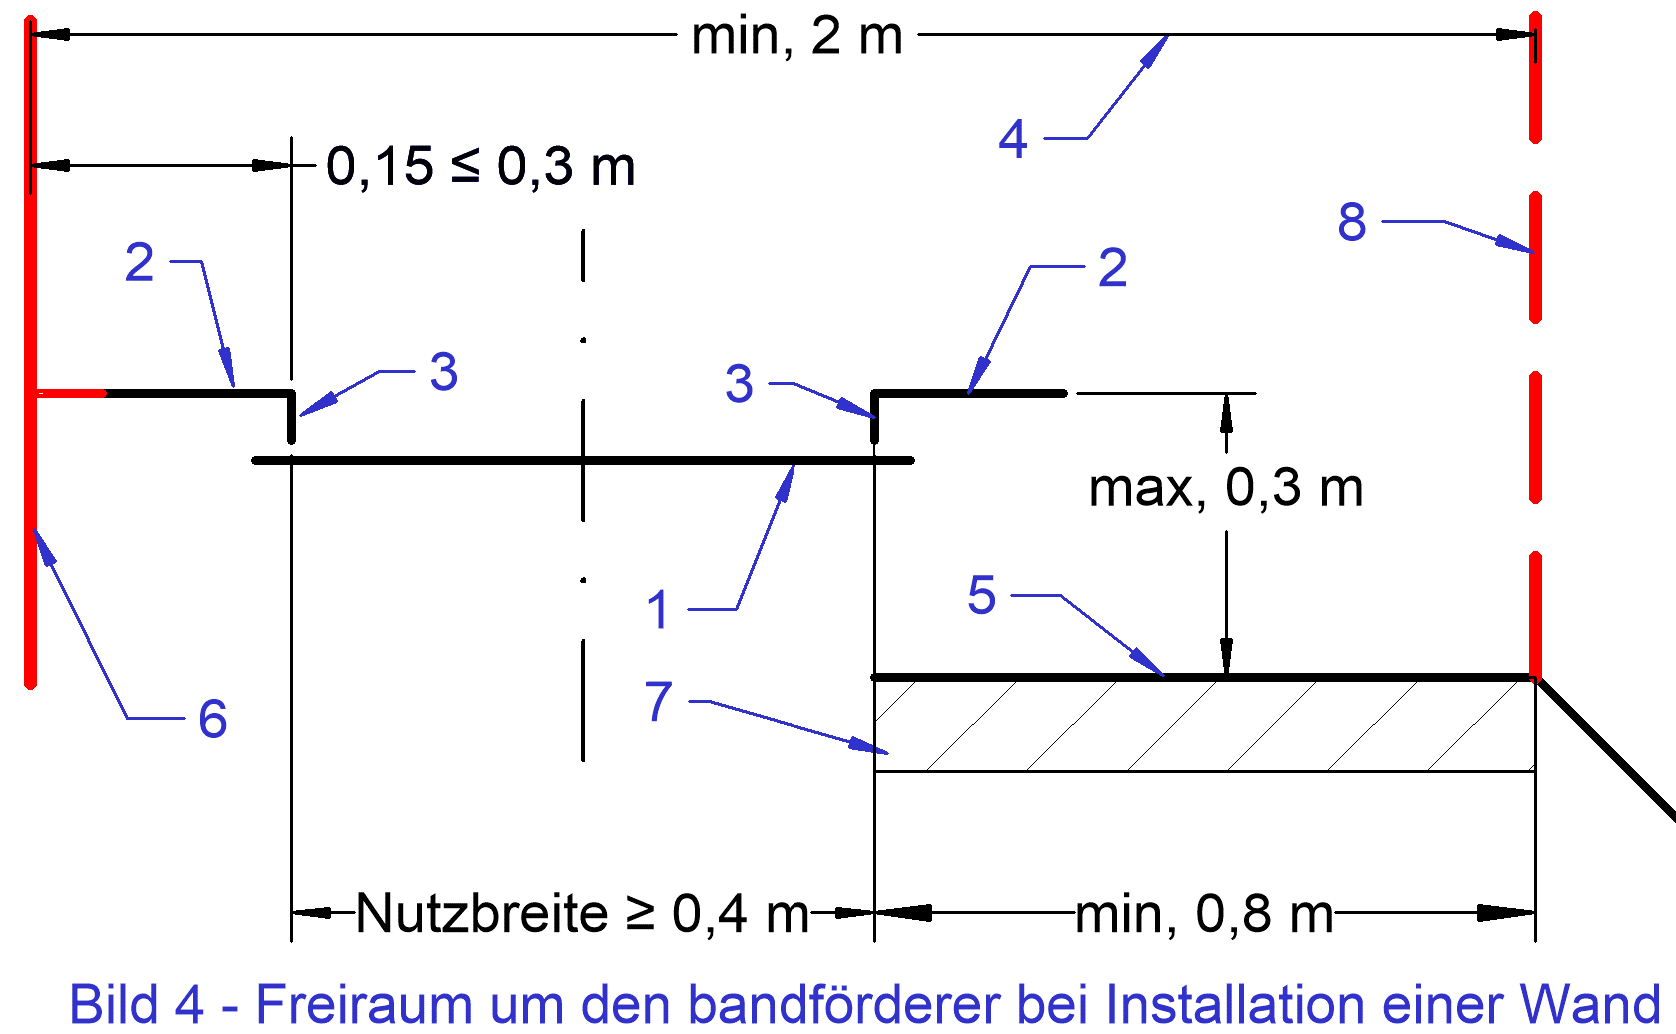 min, 2 m
4
0,15 ≤ 0,3 m
8
2
2
3
3
max, 0,3 m
1
5
6
7
Nutzbreite ≥ 0,4 m
min, 0,8 m
Bild 4 - Freiraum um den bandförderer bei Installation einer Wand